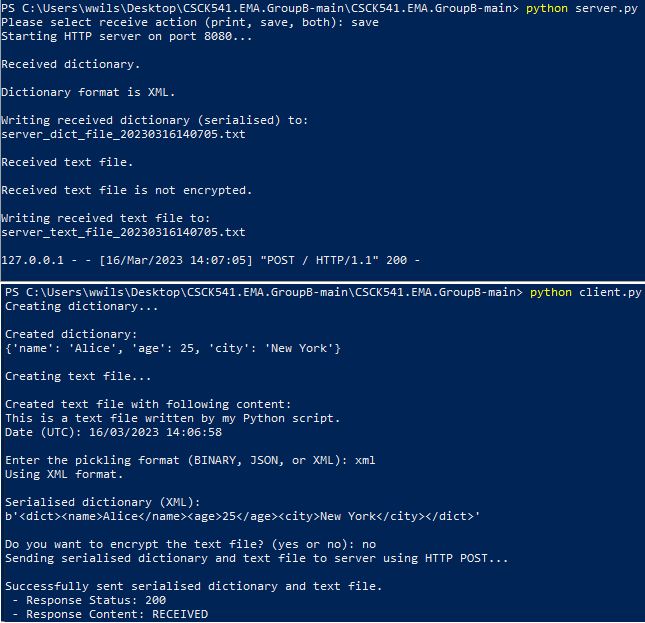 PS C:\Users\wwils\Desktop\CSCK541.EMA.GroupB-main\CSCK541.EMA.GroupB-main> python server.py
Please select receive action (print, save, both): save
Starting HTTP server on port 8080...
Received dictionary.
Dictionary format is XML.
Writing received dictionary (serialised) to:
server_dict_file_20230316140705.txt
Received text file.
Received text file is not encrypted.
Writing received text file to:
server_text_file_20230316140705.txt
127.0.0.1 - - [16/Mar/2023 14:07:05] "POST / HTTP/1.1" 200 -
PS C:\Users\wwils\Desktop\CSCK541.EMA.GroupB-main\CSCK541.EMA.GroupB-main> python client.py
Creating dictionary...
Created dictionary:
{'name': 'Alice', 'age': 25, 'city': 'New York'}
Creating text file...
Created text file with following content:
This is a text file written by my Python script.
Date (UTC): 16/03/2023 14:06:58
Enter the pickling format (BINARY, JSON, or XML): xml
Using XML format.
Serialised dictionary (XML):
b'<dict><name>Alice</name><age>25</age><city>New York</city></dict>'
Do you want to encrypt the text file? (yes or no): no
Sending serialised dictionary and text file to server using HTTP POST...
Successfully sent serialised dictionary and text file.
- Response Status: 200
- Response Content: RECEIVED